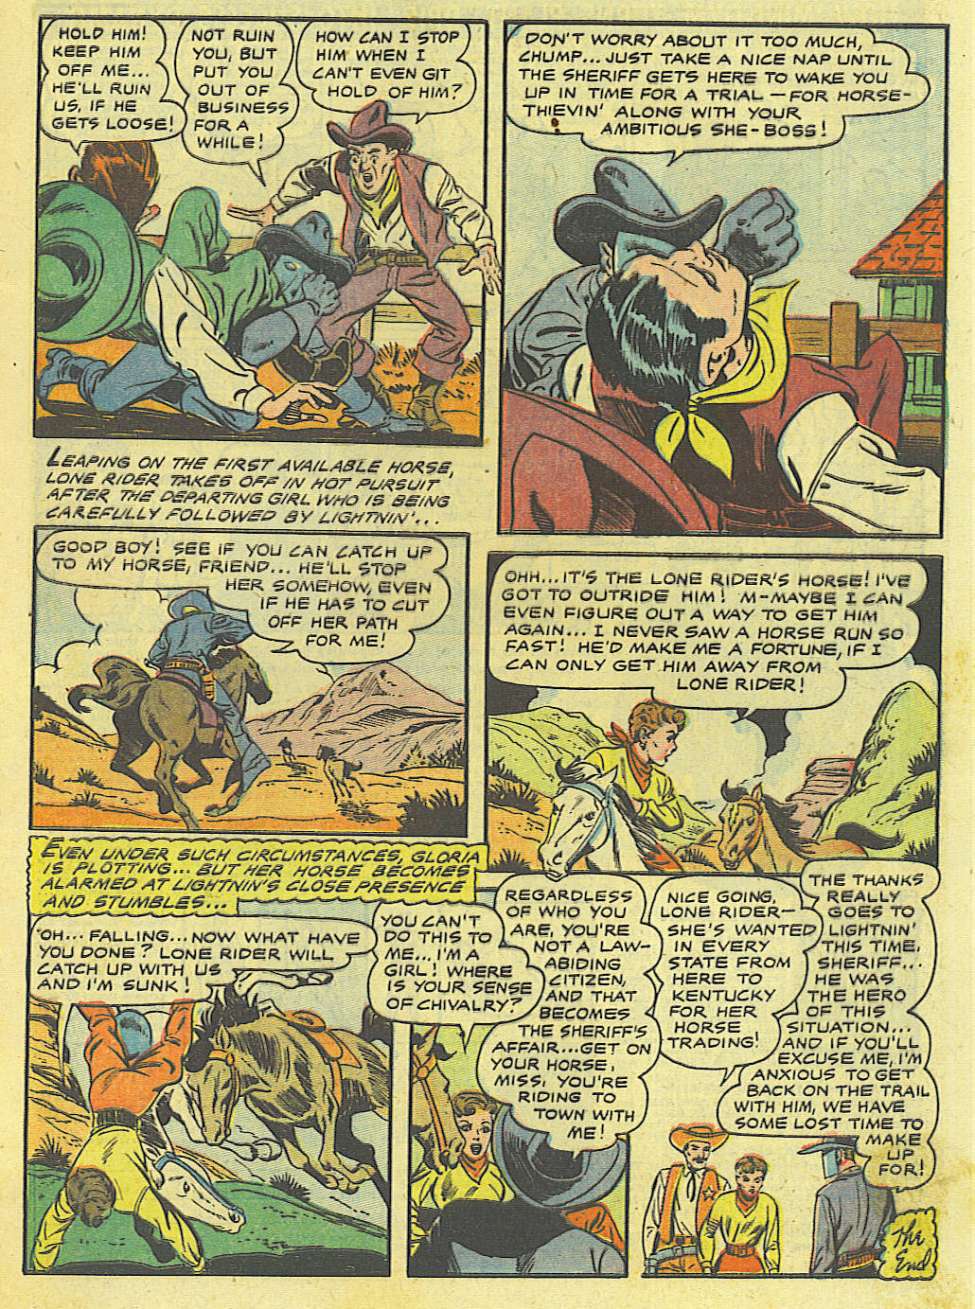 HOLD HIM!
KEEP HIM
OFF ME...
HE'LL RUIN
US, IF HE
GETS LOOSE!
NOT RUIN
YOU, BUT
PUT YOU
OUT OF
BUSINESS
FOR A
WHILE!
HOW CAN I STOP
HIM WHEN I
CAN'T EVEN GIT
HOLD OF HIM?
DON'T WORRY ABOUT IT TOO MUCH,
CHUMP... JUST TAKE A NICE NAP UNTIL
THE SHERIFF GETS HERE TO WAKE YOU
UP IN TIME FOR A TRIAL — FOR HORSE-
THIEVIN' ALONG WITH YOUR
AMBITIOUS SHE-BOSS!
LEAPING ON THE FIRST AVAILABLE HORSE,
LONE RIDER TAKES OFF IN HOT PURSUIT
AFTER THE DEPARTING GIRL WHO IS BEING
CAREFULLY FOLLOWED BY LIGHTNIN'...
GOOD BOY! SEE IF YOU CAN CATCH UP
TO MY HORSE, FRIEND... HE'LL STOP
HER SOMEHOW, EVEN
IF HE HAS TO CUT
OFF HER PATH
FOR ME!
OHH...IT'S THE LONE RIDER'S HORSE! I'VE
GOT TO OUTRIDE HIM! M-MAYBE I CAN
EVEN FIGURE OUT A WAY TO GET HIM
AGAIN... I NEVER SAW A HORSE RUN SO
FAST! HE'D MAKE ME A FORTUNE, IF I
CAN ONLY GET HIM AWAY FROM
LONE RIDER!
EVEN UNDER SUCH CIRCUMSTANCES, GLORIA
IS PLOTTING... BUT HER HORSE BECOMES
ALARMED AT LIGHTNIN'S CLOSE PRESENCE
AND STUMBLES...
OH... FALLING... NOW WHAT HAVE
YOU DONE? LONE RIDER WILL
CATCH UP WITH US
AND I'M SUNK!
YOU CAN'T
DO THIS TO
ME... I'M A
GIRL! WHERE
IS YOUR SENSE
OF CHIVALRY?
REGARDLESS
OF WHO YOU
ARE, YOU'RE
NOT A LAW-
ABIDING
CITIZEN,
AND THAT
BECOMES
THE SHERIFF'S
AFFAIR...GET ON
YOUR HORSE,
MISS; YOU'RE
RIDING TO
TOWN WITH
ME!
NICE GOING,
LONE RIDER—
SHE'S WANTED
IN EVERY
STATE FROM
HERE TO
KENTUCKY
FOR HER
HORSE
TRADING!
THE THANKS
REALLY
GOES TO
LIGHTNIN'
THIS TIME,
SHERIFF...
HE WAS
THE HERO
OF THIS
SITUATION...
AND IF YOU'LL
EXCUSE ME, I'M
ANXIOUS TO GET
BACK ON THE TRAIL
WITH HIM, WE HAVE
SOME LOST TIME TO
MAKE
UP
FOR!
The
End